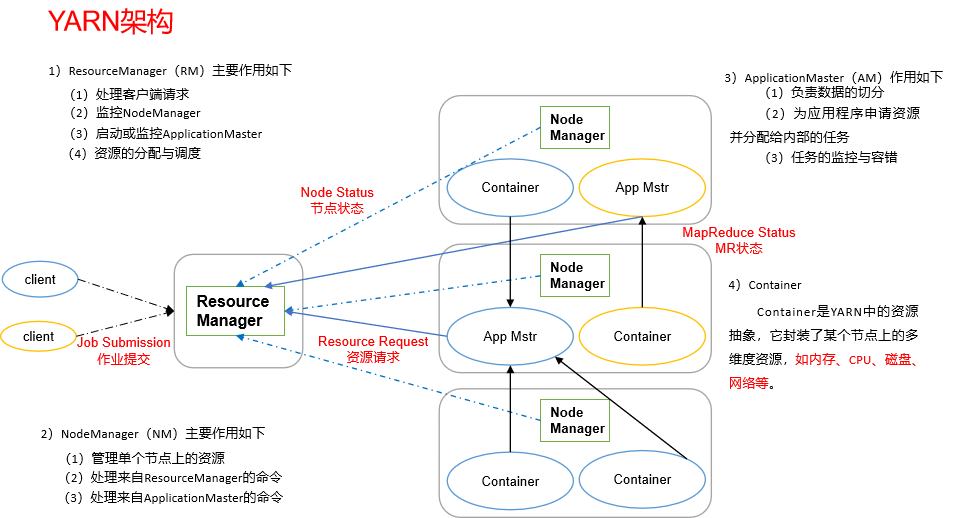 YARN架构
1）ResourceManager（RM）主要作用如下
（1）处理客户端请求
（2）监控NodeManager
（3）启动或监控ApplicationMaster
（4）资源的分配与调度
3）ApplicationMaster（AM）作用如下
（1）负责数据的切分
（2）为应用程序申请资源
并分配给内部的任务
（3）任务的监控与容错
Node
Manager
Container
App Mstr
Node Status
节点状态
MapReduce Status
MR状态
Node
Manager
client
client
Resource
Manager
Job Submission
作业提交
Resource Request
资源请求
App Mstr
Container
4）Container
Container是YARN中的资源
抽象，它封装了某个节点上的多
维度资源，如内存、CPU、磁盘、
网络等。
Node
Manager
Container
Container
2）NodeManager（NM）主要作用如下
（1）管理单个节点上的资源
（2）处理来自ResourceManager的命令
（3）处理来自ApplicationMaster的命令